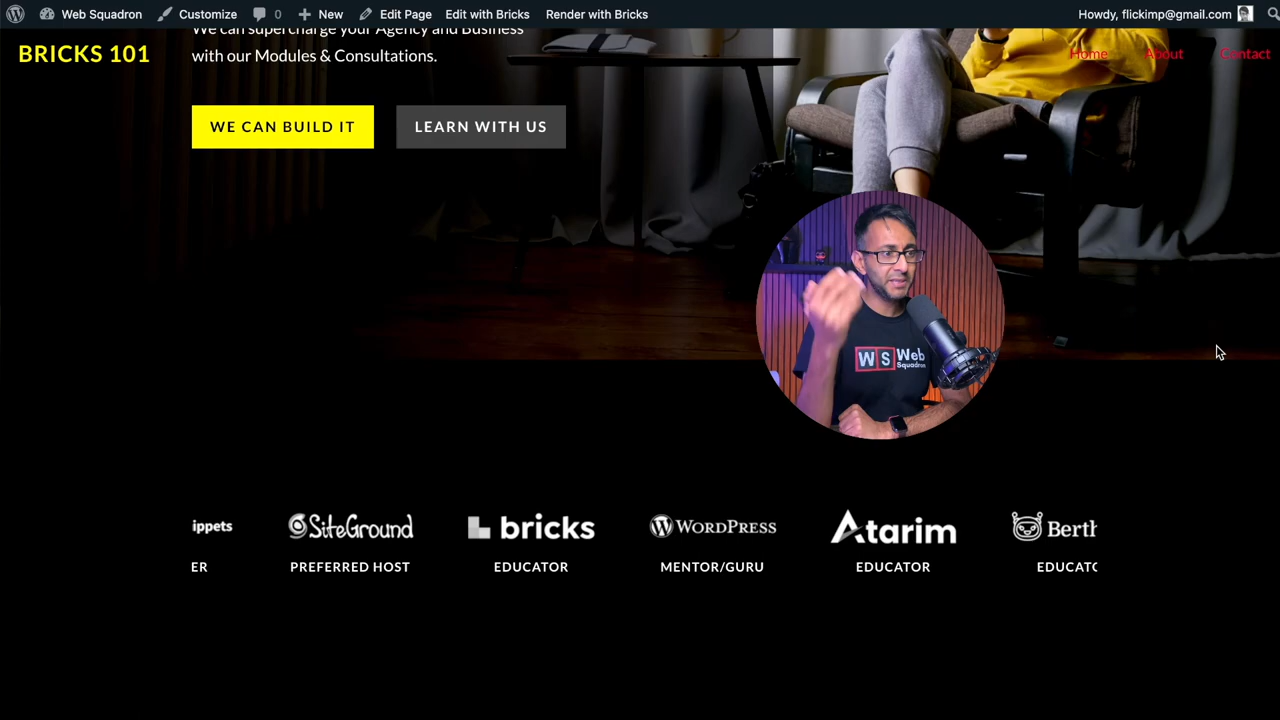 Web Squadron Customize 0 New Edit Page Edit with Bricks Render with Bricks Howdy, flickimp@gmail.com
We can supercharge your Agency and Business
with our Modules & Consultations.
BRICKS 101
Home About Contact
WE CAN BUILD IT LEARN WITH US
WS Web
Squadron
ippets SiteGround bricks WORDPRESS Atarim Berth
ER PREFERRED HOST EDUCATOR MENTOR/GURU EDUCATOR EDUCATO